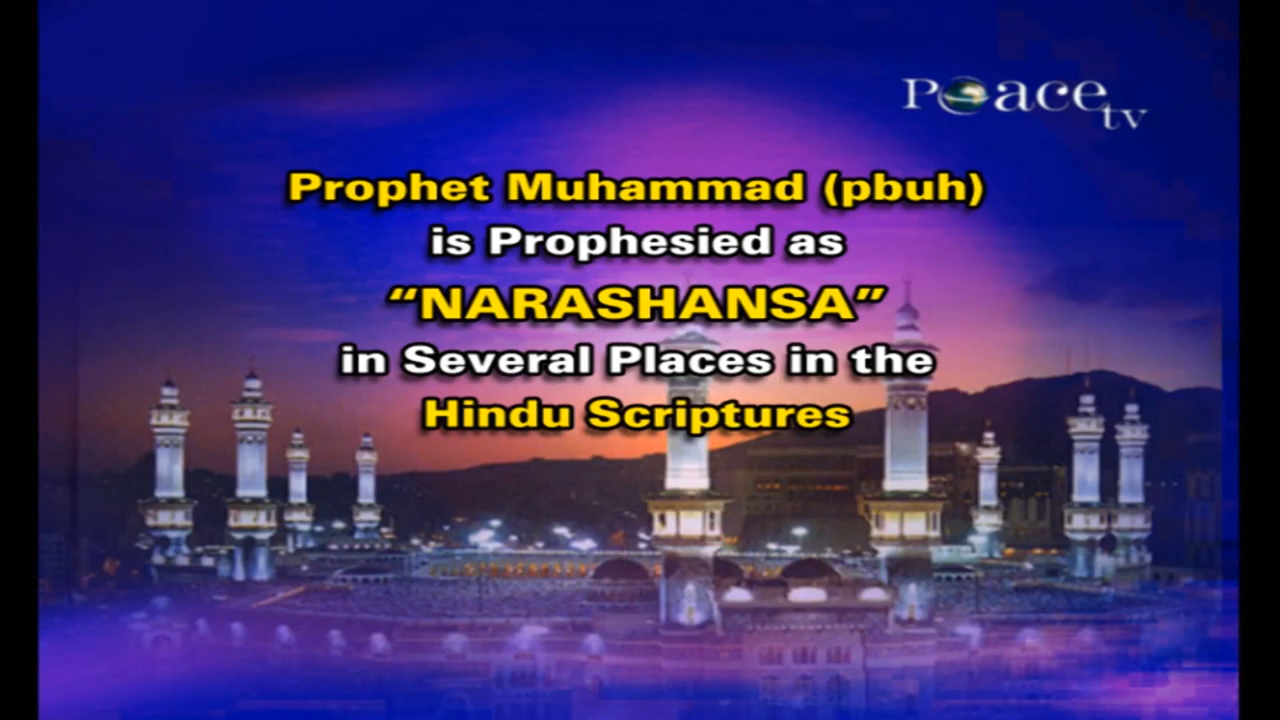 Peace tv
Prophet Muhammad (pbuh)
is Prophesied as
“NARASHANSA”
in Several Places in the
Hindu Scriptures